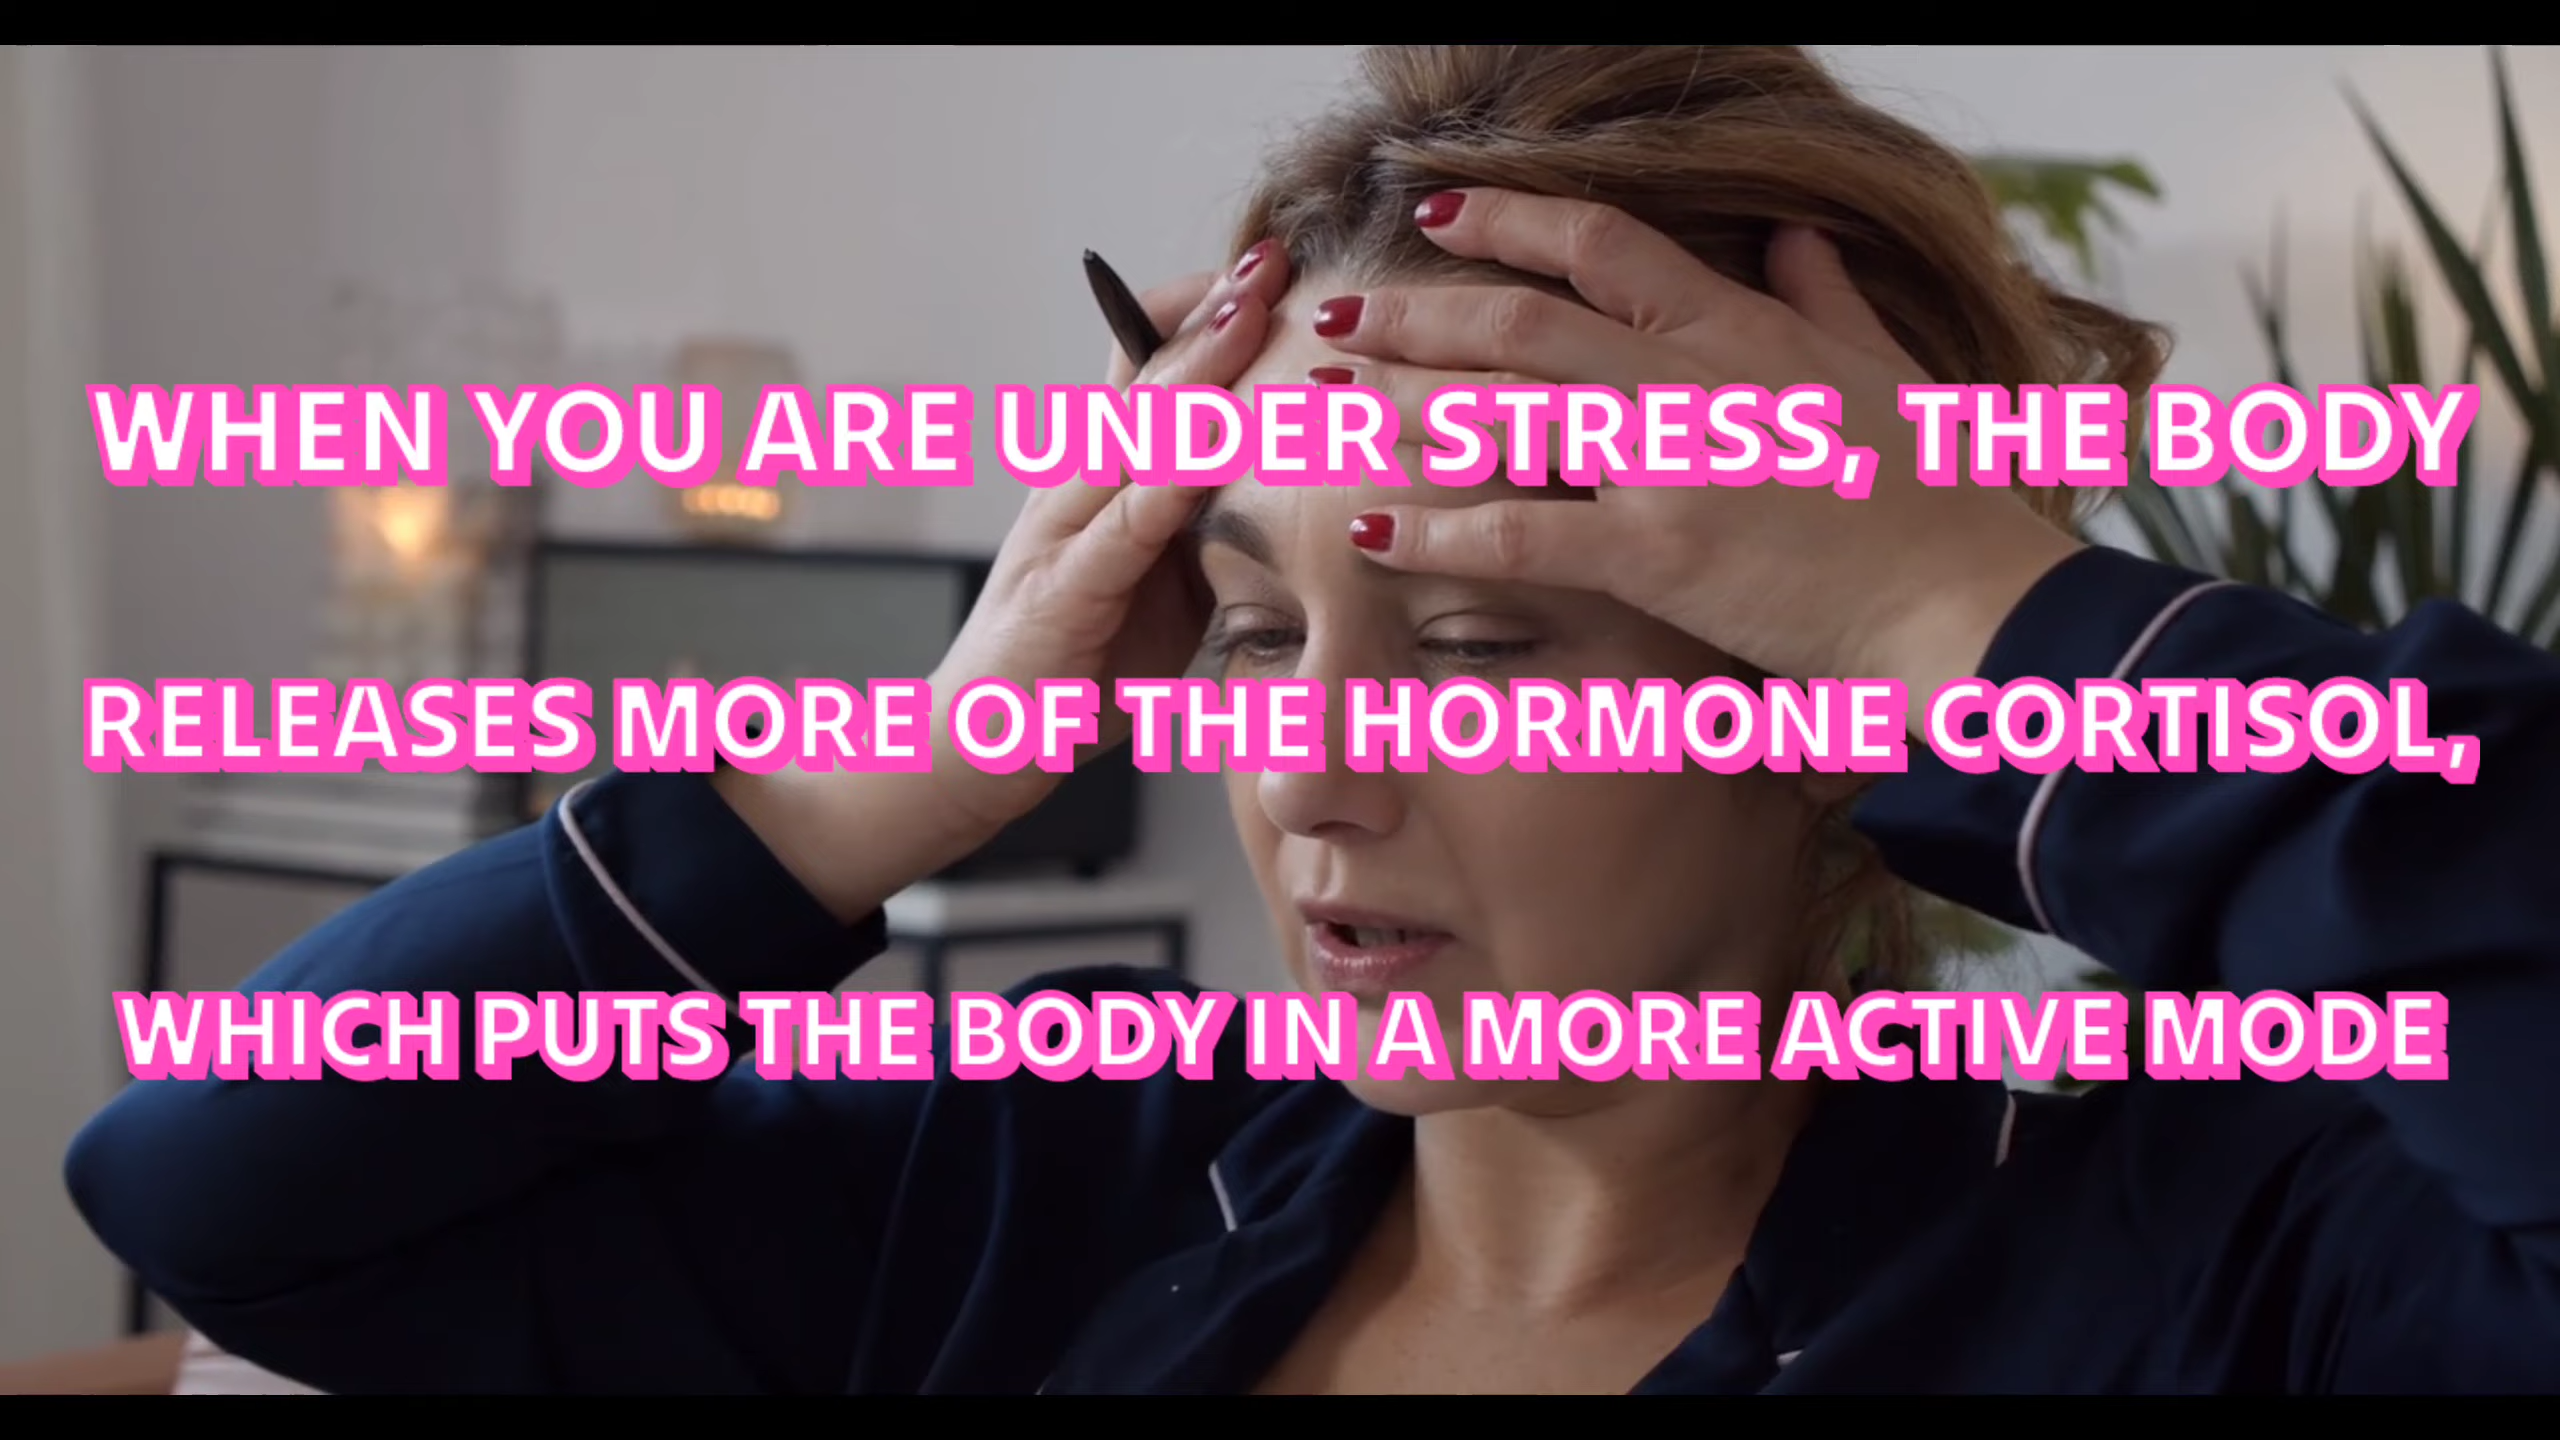 WHEN YOU ARE UNDER STRESS, THE BODY
RELEASES MORE OF THE HORMONE CORTISOL,
WHICH PUTS THE BODY IN A MORE ACTIVE MODE